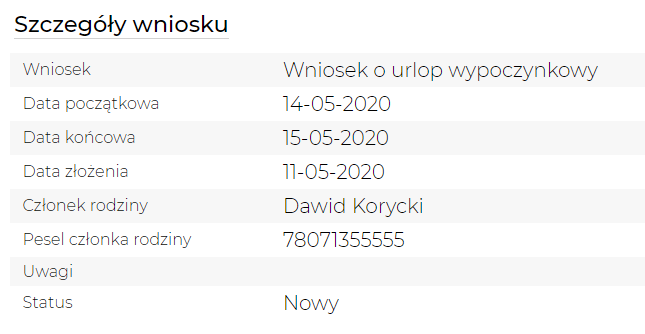 Szczegóły wniosku
Wniosek Wniosek o urlop wypoczynkowy
Data początkowa 14-05-2020
Data końcowa 15-05-2020
Data złożenia 11-05-2020
Członek rodziny Dawid Korycki
Pesel członka rodziny 78071355555
Uwagi
Status Nowy